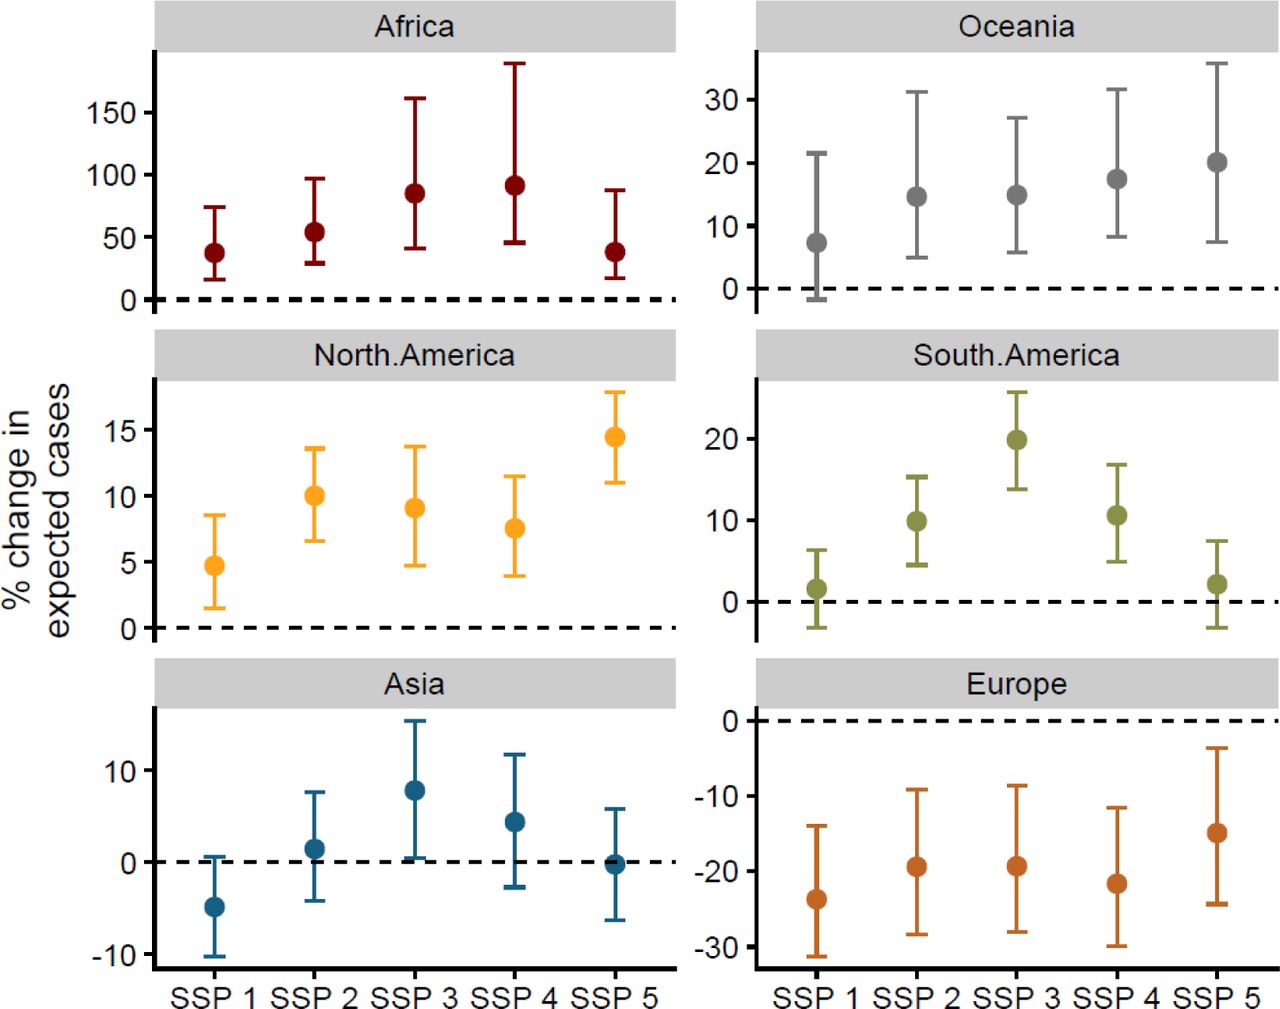 Africa
Oceania
150
100
50
0
30
20
10
0
North.America
South.America
% change in
expected cases
15
10
5
0
20
10
0
Asia
Europe
10
0
-10
0
-10
-20
-30
SSP 1 SSP 2 SSP 3 SSP 4 SSP 5
SSP 1 SSP 2 SSP 3 SSP 4 SSP 5